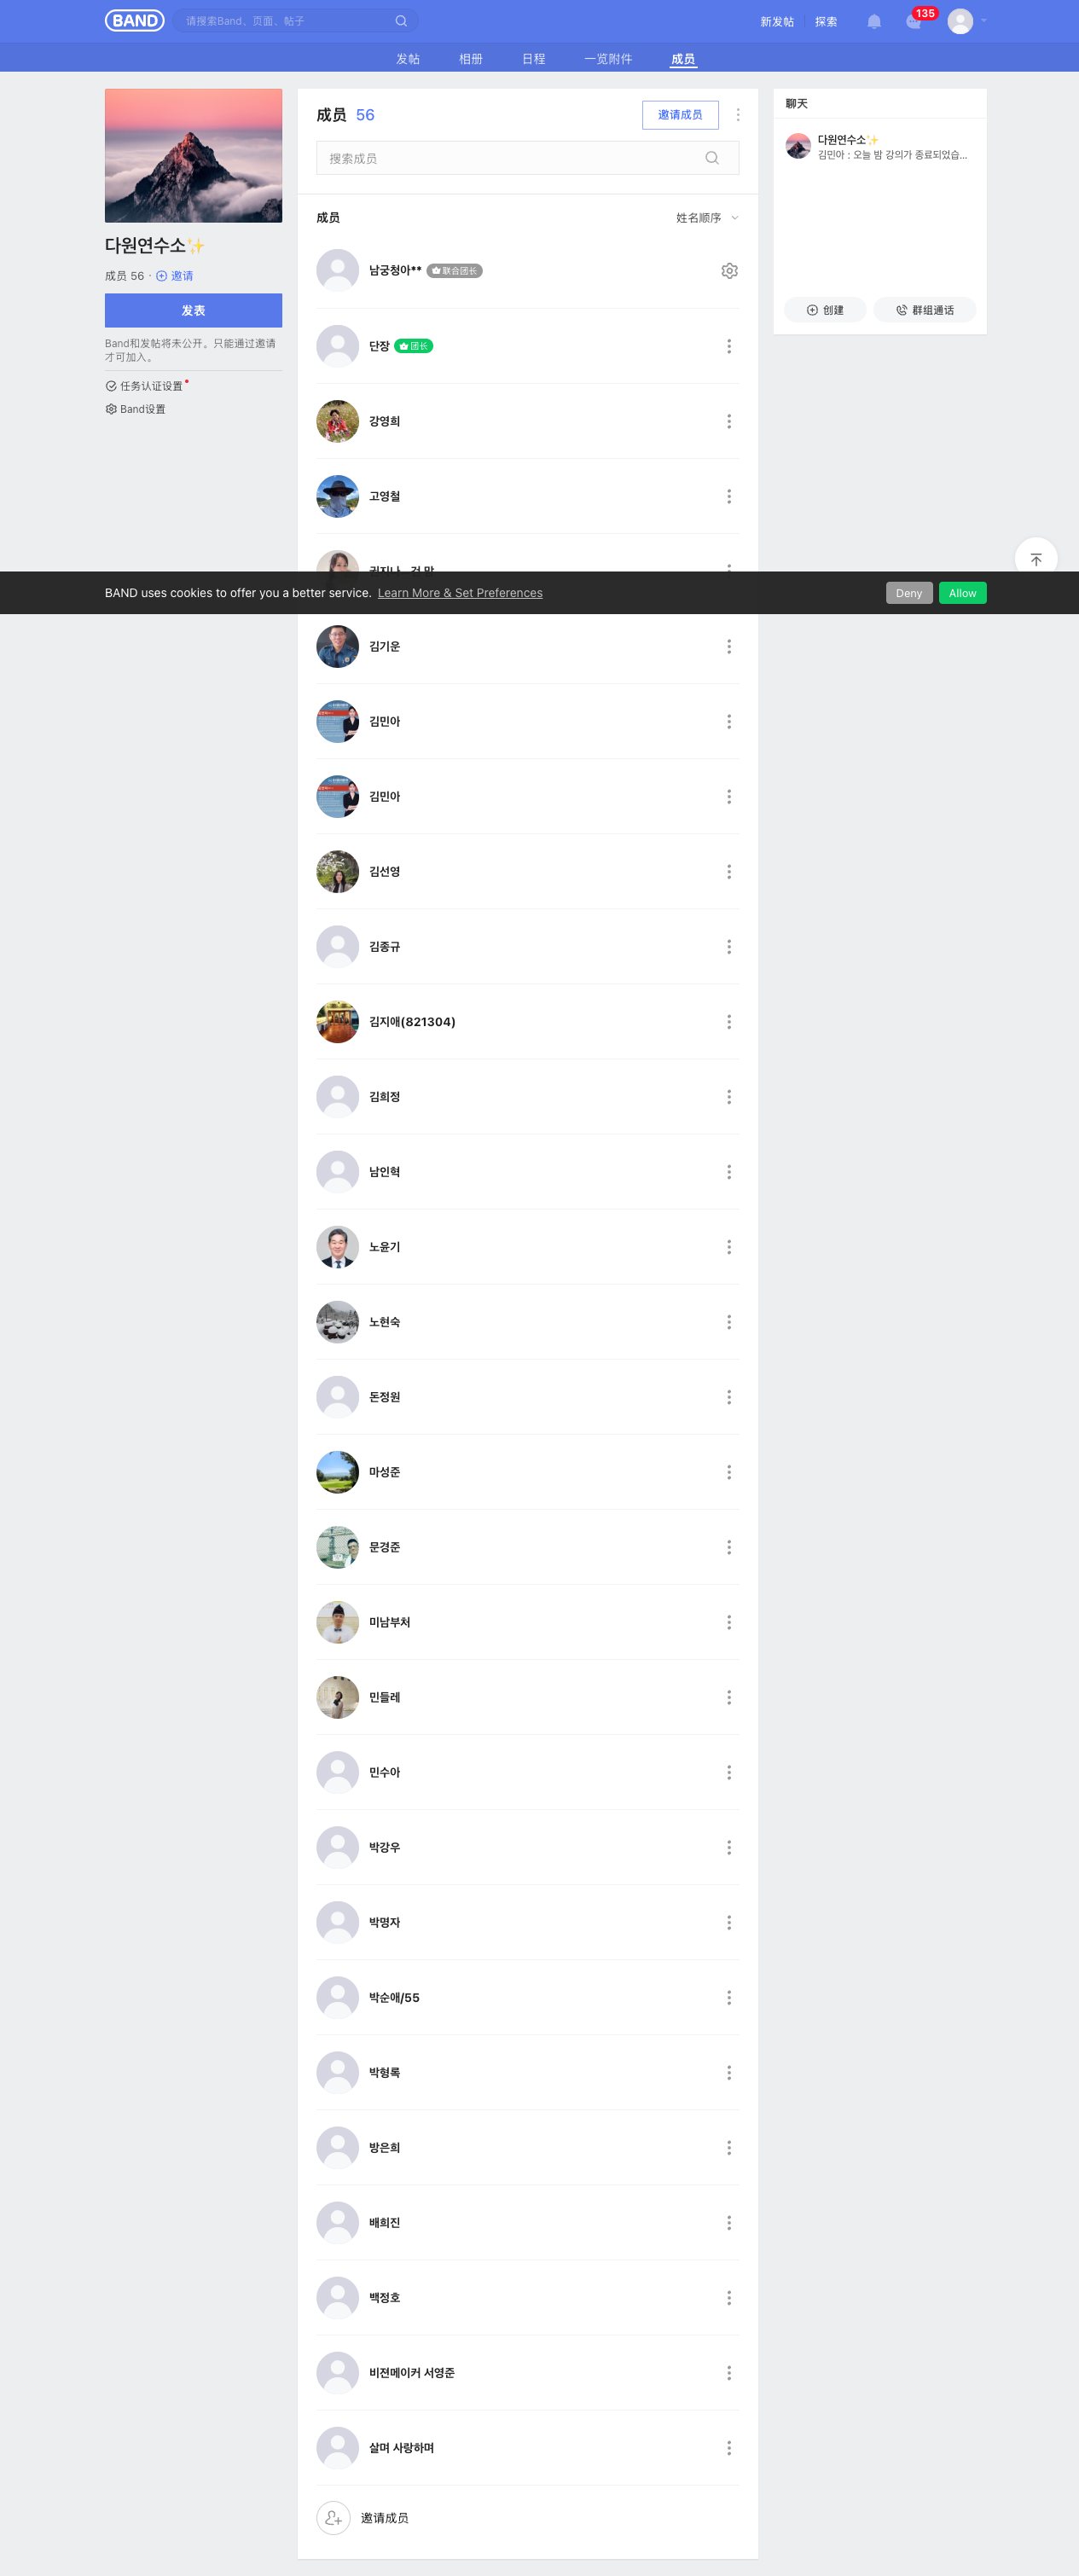 BAND
请搜索Band、页面、帖子
新发帖
探索
135
发帖
相册
日程
一览附件
成员
다원연수소✨
成员 56 · 邀请
发表
Band和发帖将未公开。只能通过邀请
才可加入。
任务认证设置
Band设置
成员 56
邀请成员
搜索成员
成员
姓名顺序
남궁청아** 联合团长
단장 团长
강영희
고영철
BAND uses cookies to offer you a better service. Learn More & Set Preferences
Deny
Allow
김기운
김민아
김민아
김선영
김종규
김지애(821304)
김희정
남인혁
노윤기
노현숙
돈정원
마성준
문경준
미남부처
민들레
민수아
박강우
박명자
박순애/55
박형록
방은희
배희진
백정호
비젼메이커 서영준
살며 사랑하며
邀请成员
聊天
다원연수소✨
김민아 : 오늘 밤 강의가 종료되었습...
创建
群组通话